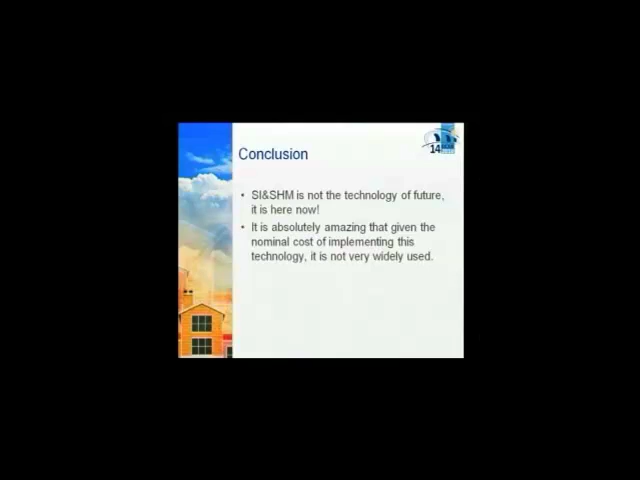 14
Conclusion
• SI&SHM is not the technology of future,
it is here now!
• It is absolutely amazing that given the
nominal cost of implementing this
technology, it is not very widely used.